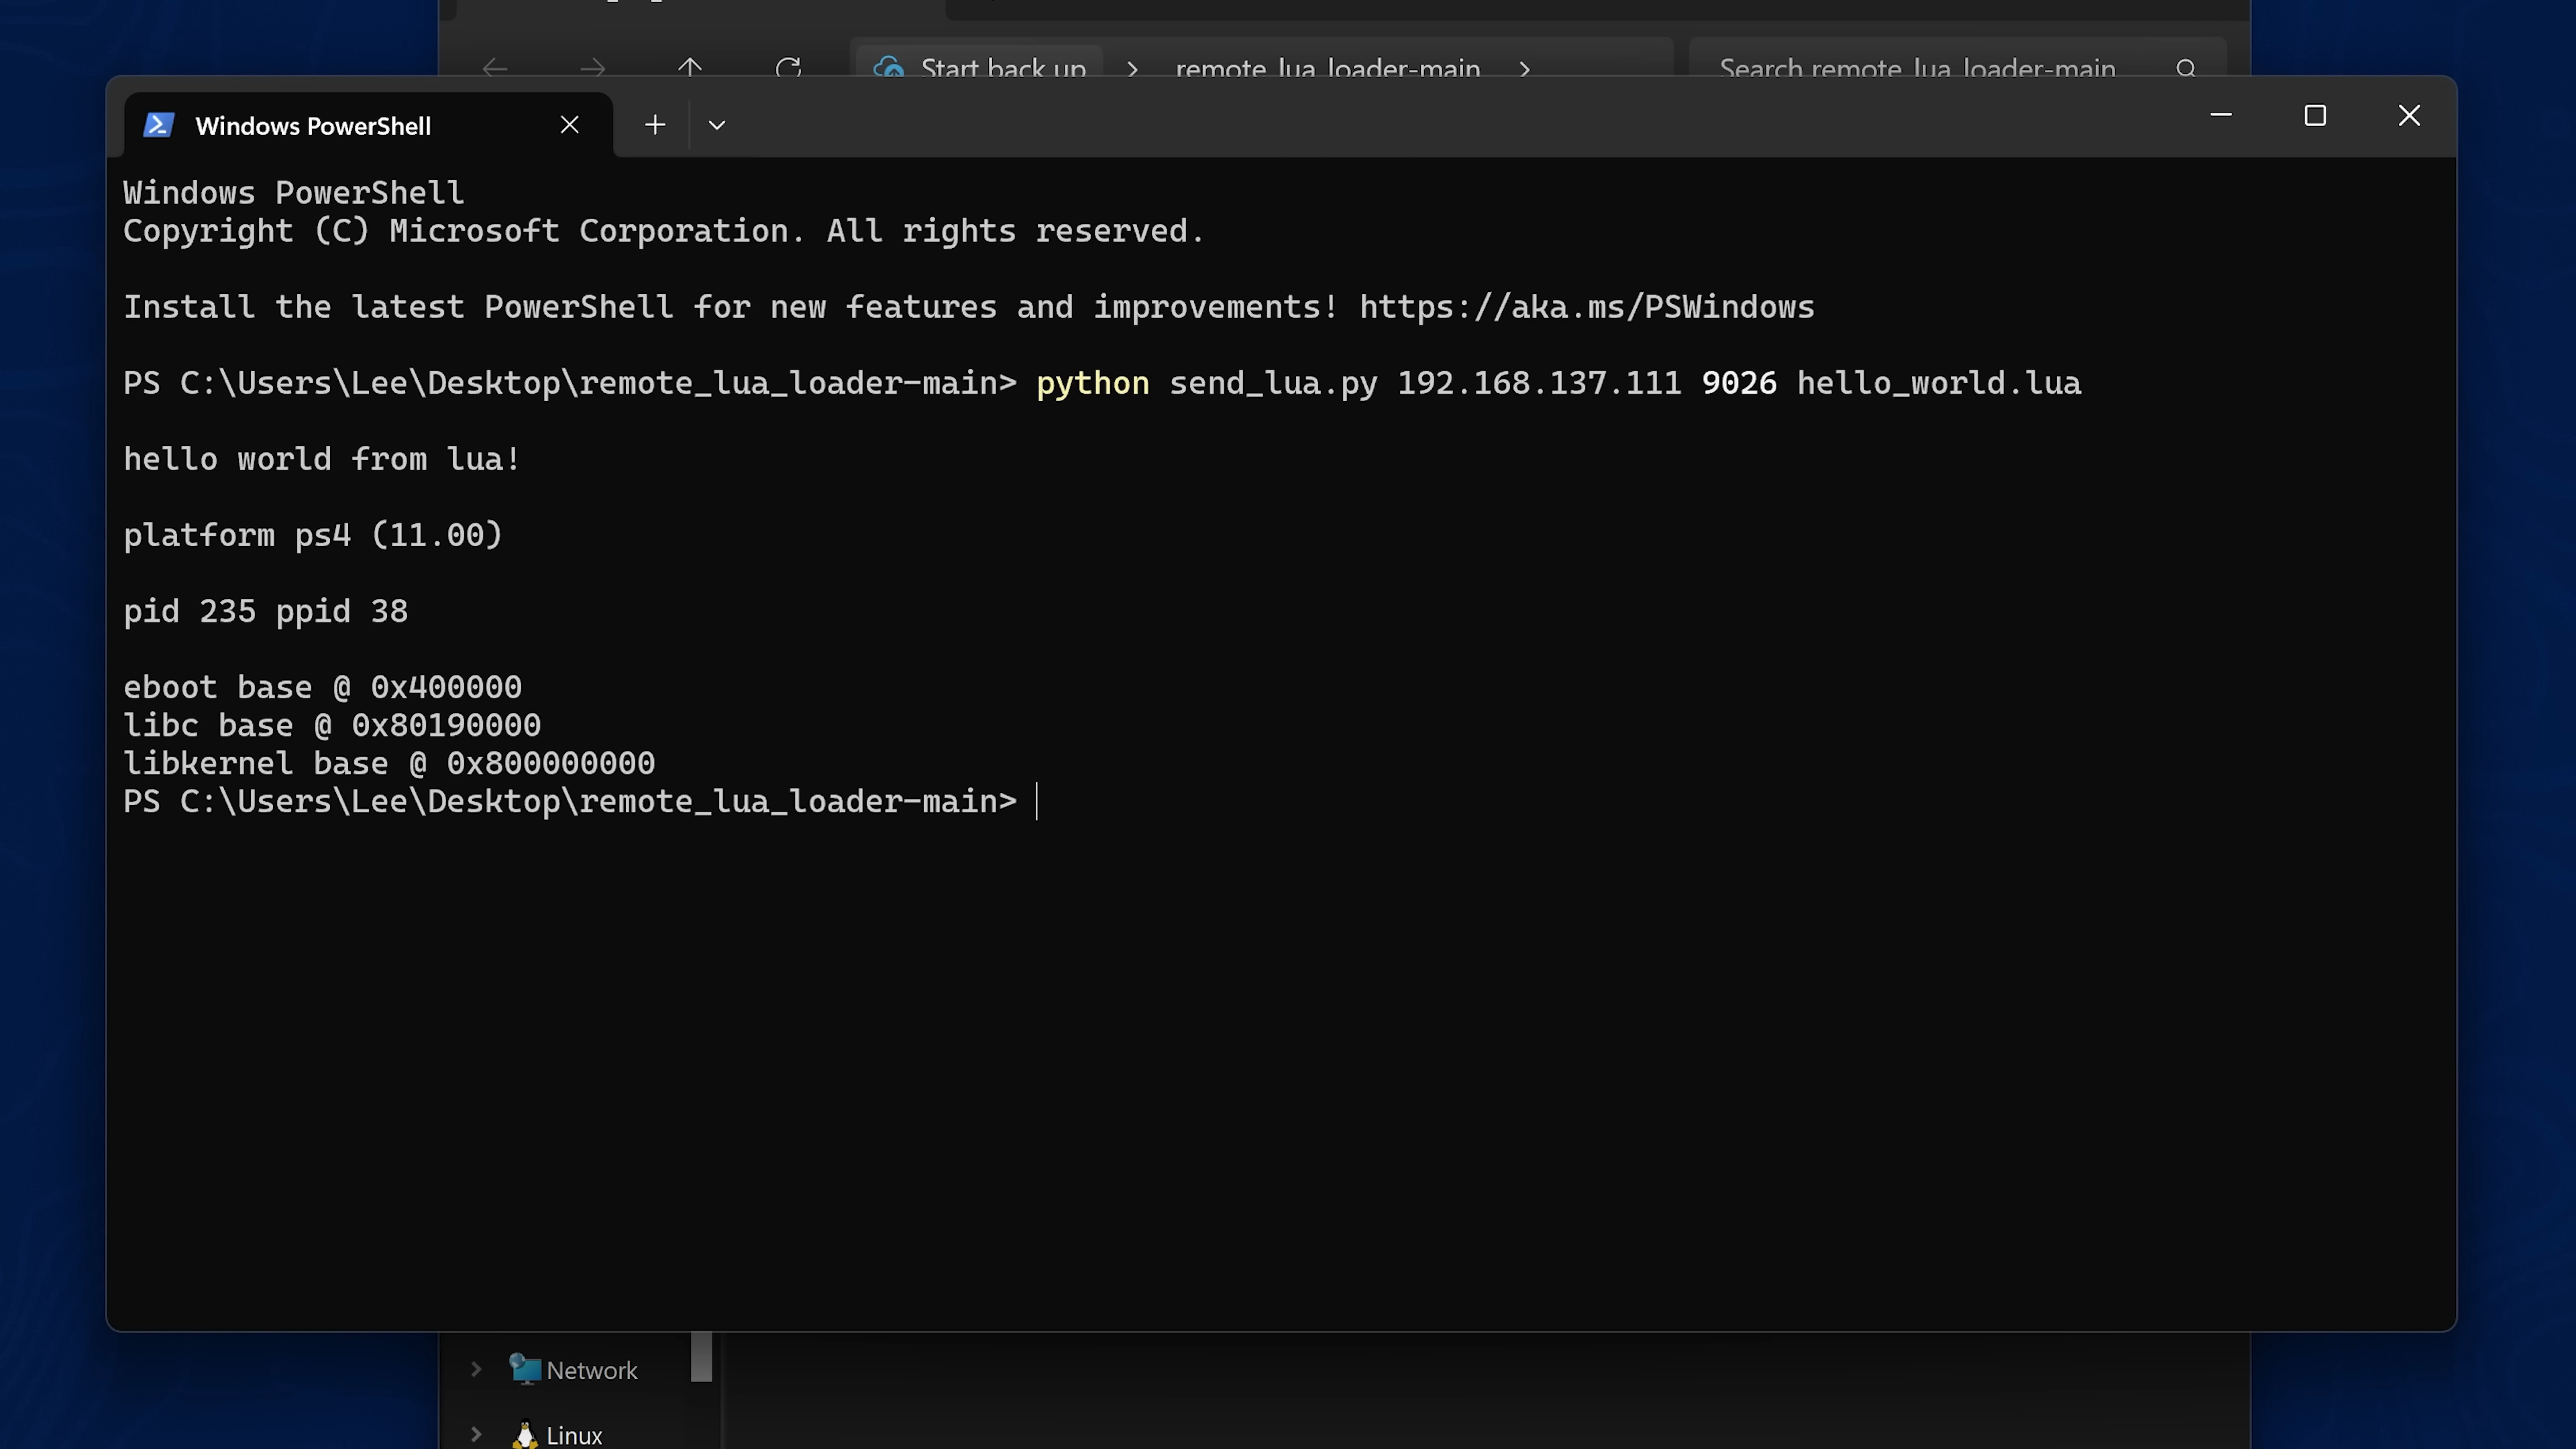 Start back up
remote_lua_loader-main
Search remote_lua_loader-main
Windows PowerShell
Windows PowerShell
Copyright (C) Microsoft Corporation. All rights reserved.
Install the latest PowerShell for new features and improvements! https://aka.ms/PSWindows
PS C:\Users\Lee\Desktop\remote_lua_loader-main> python send_lua.py 192.168.137.111 9026 hello_world.lua
hello world from lua!
platform ps4 (11.00)
pid 235 ppid 38
eboot base @ 0x400000
libc base @ 0x80190000
libkernel base @ 0x800000000
PS C:\Users\Lee\Desktop\remote_lua_loader-main>
Network
Linux